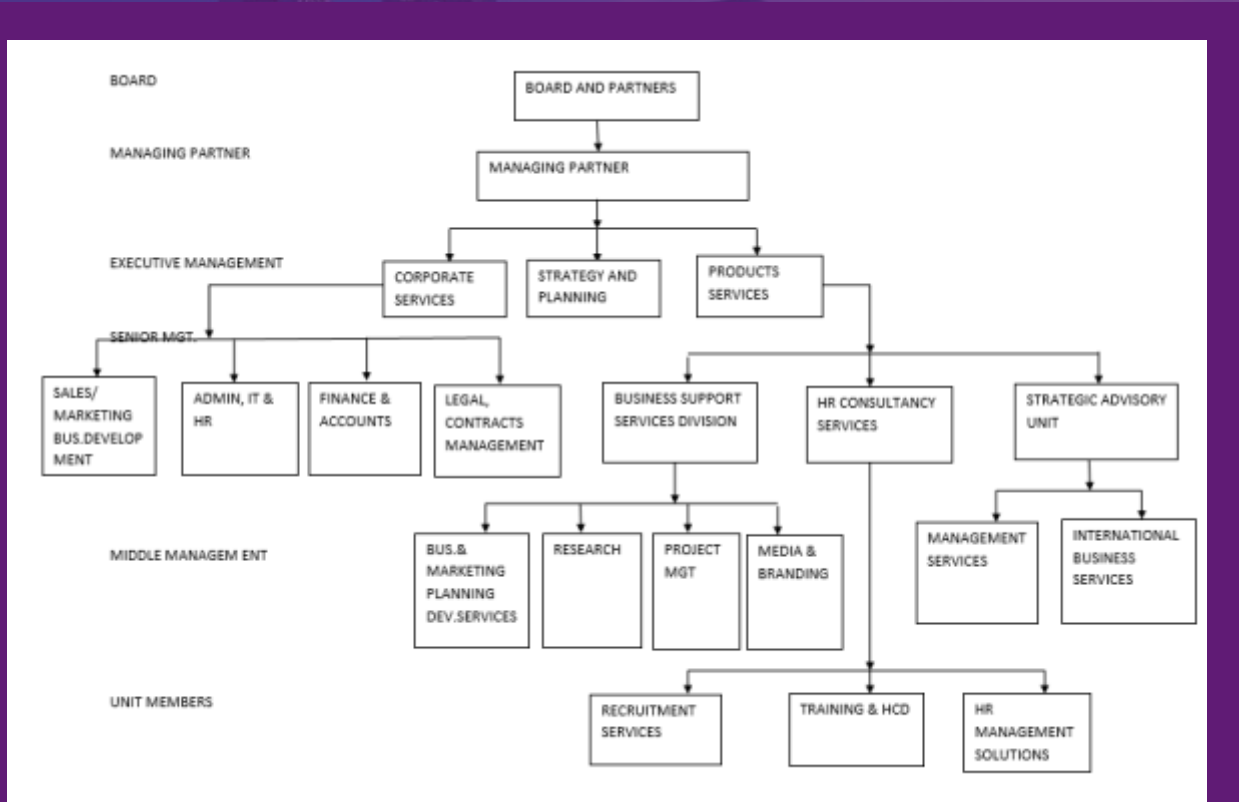 BOARD
BOARD AND PARTNERS
MANAGING PARTNER
MANAGING PARTNER
EXECUTIVE MANAGEMENT
CORPORATE
SERVICES
STRATEGY AND
PLANNING
PRODUCTS
SERVICES
SENIOR MGT.
SALES/
MARKETING
BUS.DEVELOP
MENT
ADMIN, IT &
HR
FINANCE &
ACCOUNTS
LEGAL,
CONTRACTS
MANAGEMENT
BUSINESS SUPPORT
SERVICES DIVISION
HR CONSULTANCY
SERVICES
STRATEGIC ADVISORY
UNIT
MIDDLE MANAGEM ENT
BUS.&
MARKETING
PLANNING
DEV.SERVICES
RESEARCH
PROJECT
MGT
MEDIA &
BRANDING
MANAGEMENT
SERVICES
INTERNATIONAL
BUSINESS
SERVICES
UNIT MEMBERS
RECRUITMENT
SERVICES
TRAINING & HCD
HR
MANAGEMENT
SOLUTIONS